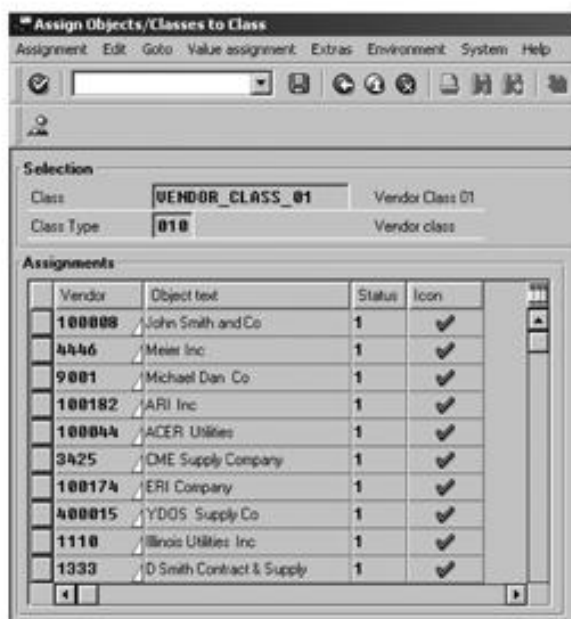 Assign Objects/Classes to Class
Assignment Edit Goto Value assignment Extras Environment System Help
Selection
Class VENDOR_CLASS_01 Vendor Class 01
Class Type 010 Vendor class
Assignments
Vendor Object text Status Icon
100008 John Smith and Co 1
4446 Meier Inc 1
9001 Michael Dan Co 1
100182 ARI Inc 1
100044 ACER Utilities 1
3425 CME Supply Company 1
100174 ERI Company 1
400015 YDOS Supply Co 1
1110 Illinois Utilities Inc 1
1333 D Smith Contract & Supply 1